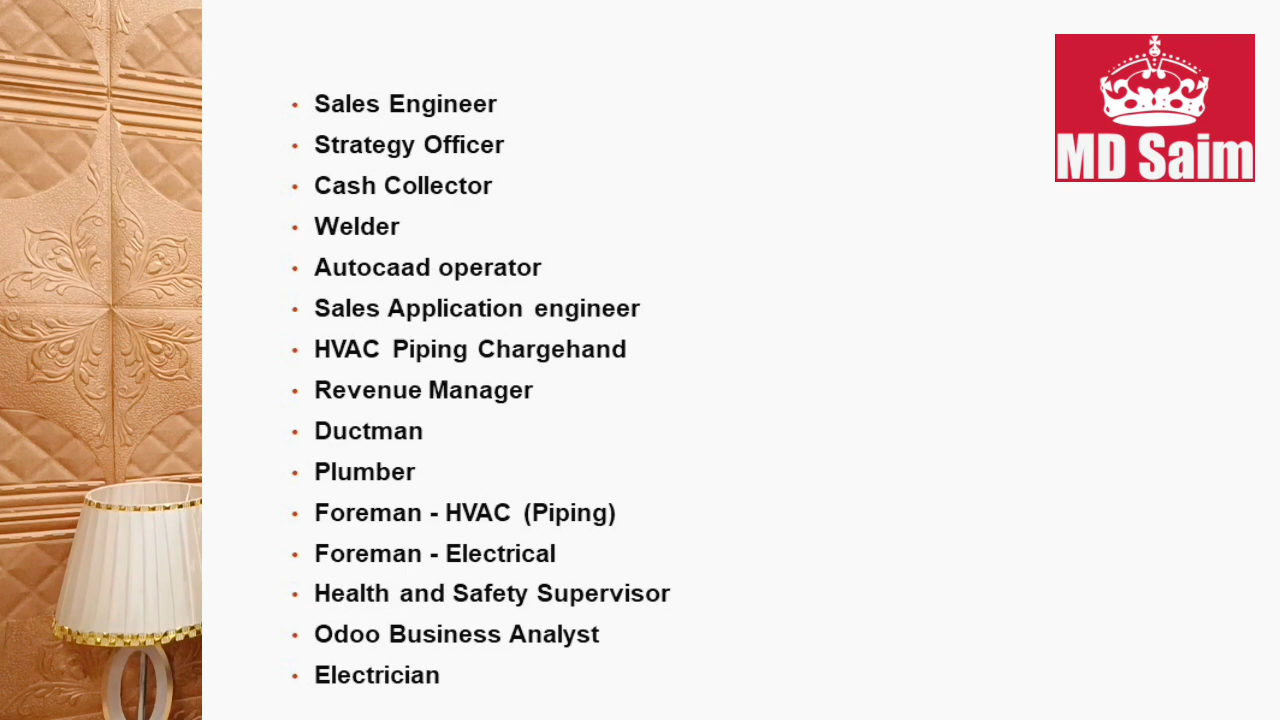 MD Saim
Sales Engineer
Strategy Officer
Cash Collector
Welder
Autocaad operator
Sales Application engineer
HVAC Piping Chargehand
Revenue Manager
Ductman
Plumber
Foreman - HVAC (Piping)
Foreman - Electrical
Health and Safety Supervisor
Odoo Business Analyst
Electrician